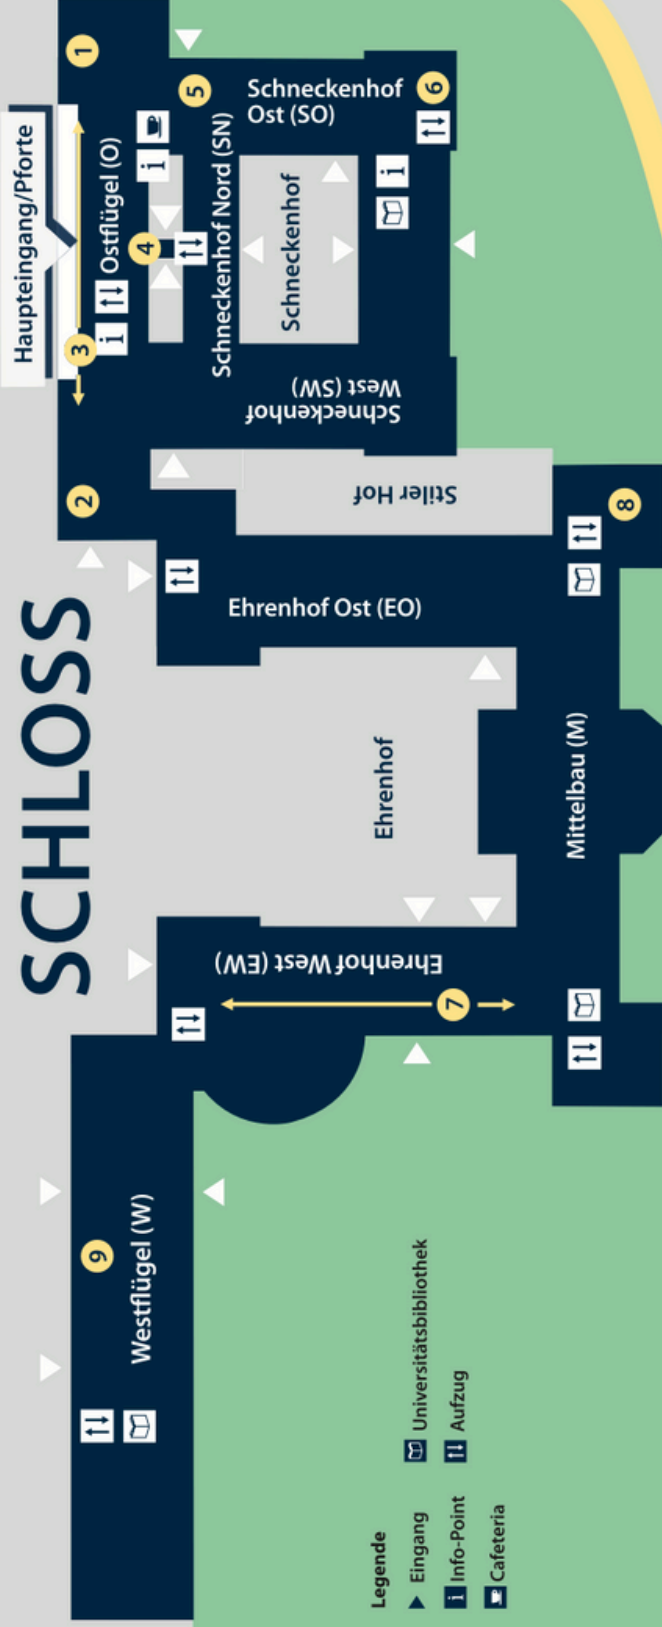 SCHLOSS
Haupteingang/Pforte
1
2
3
4
5
6
7
8
9
Ostflügel (O)
i
i
i
Schneckenhof Nord (SN)
Schneckenhof
Ost (SO)
Schneckenhof
Schneckenhof
West (SW)
Stiler Hof
Ehrenhof Ost (EO)
Ehrenhof
Mittelbau (M)
Ehrenhof West (EW)
Westflügel (W)
Legende
Eingang
i Info-Point
Cafeteria
Universitätsbibliothek
Aufzug